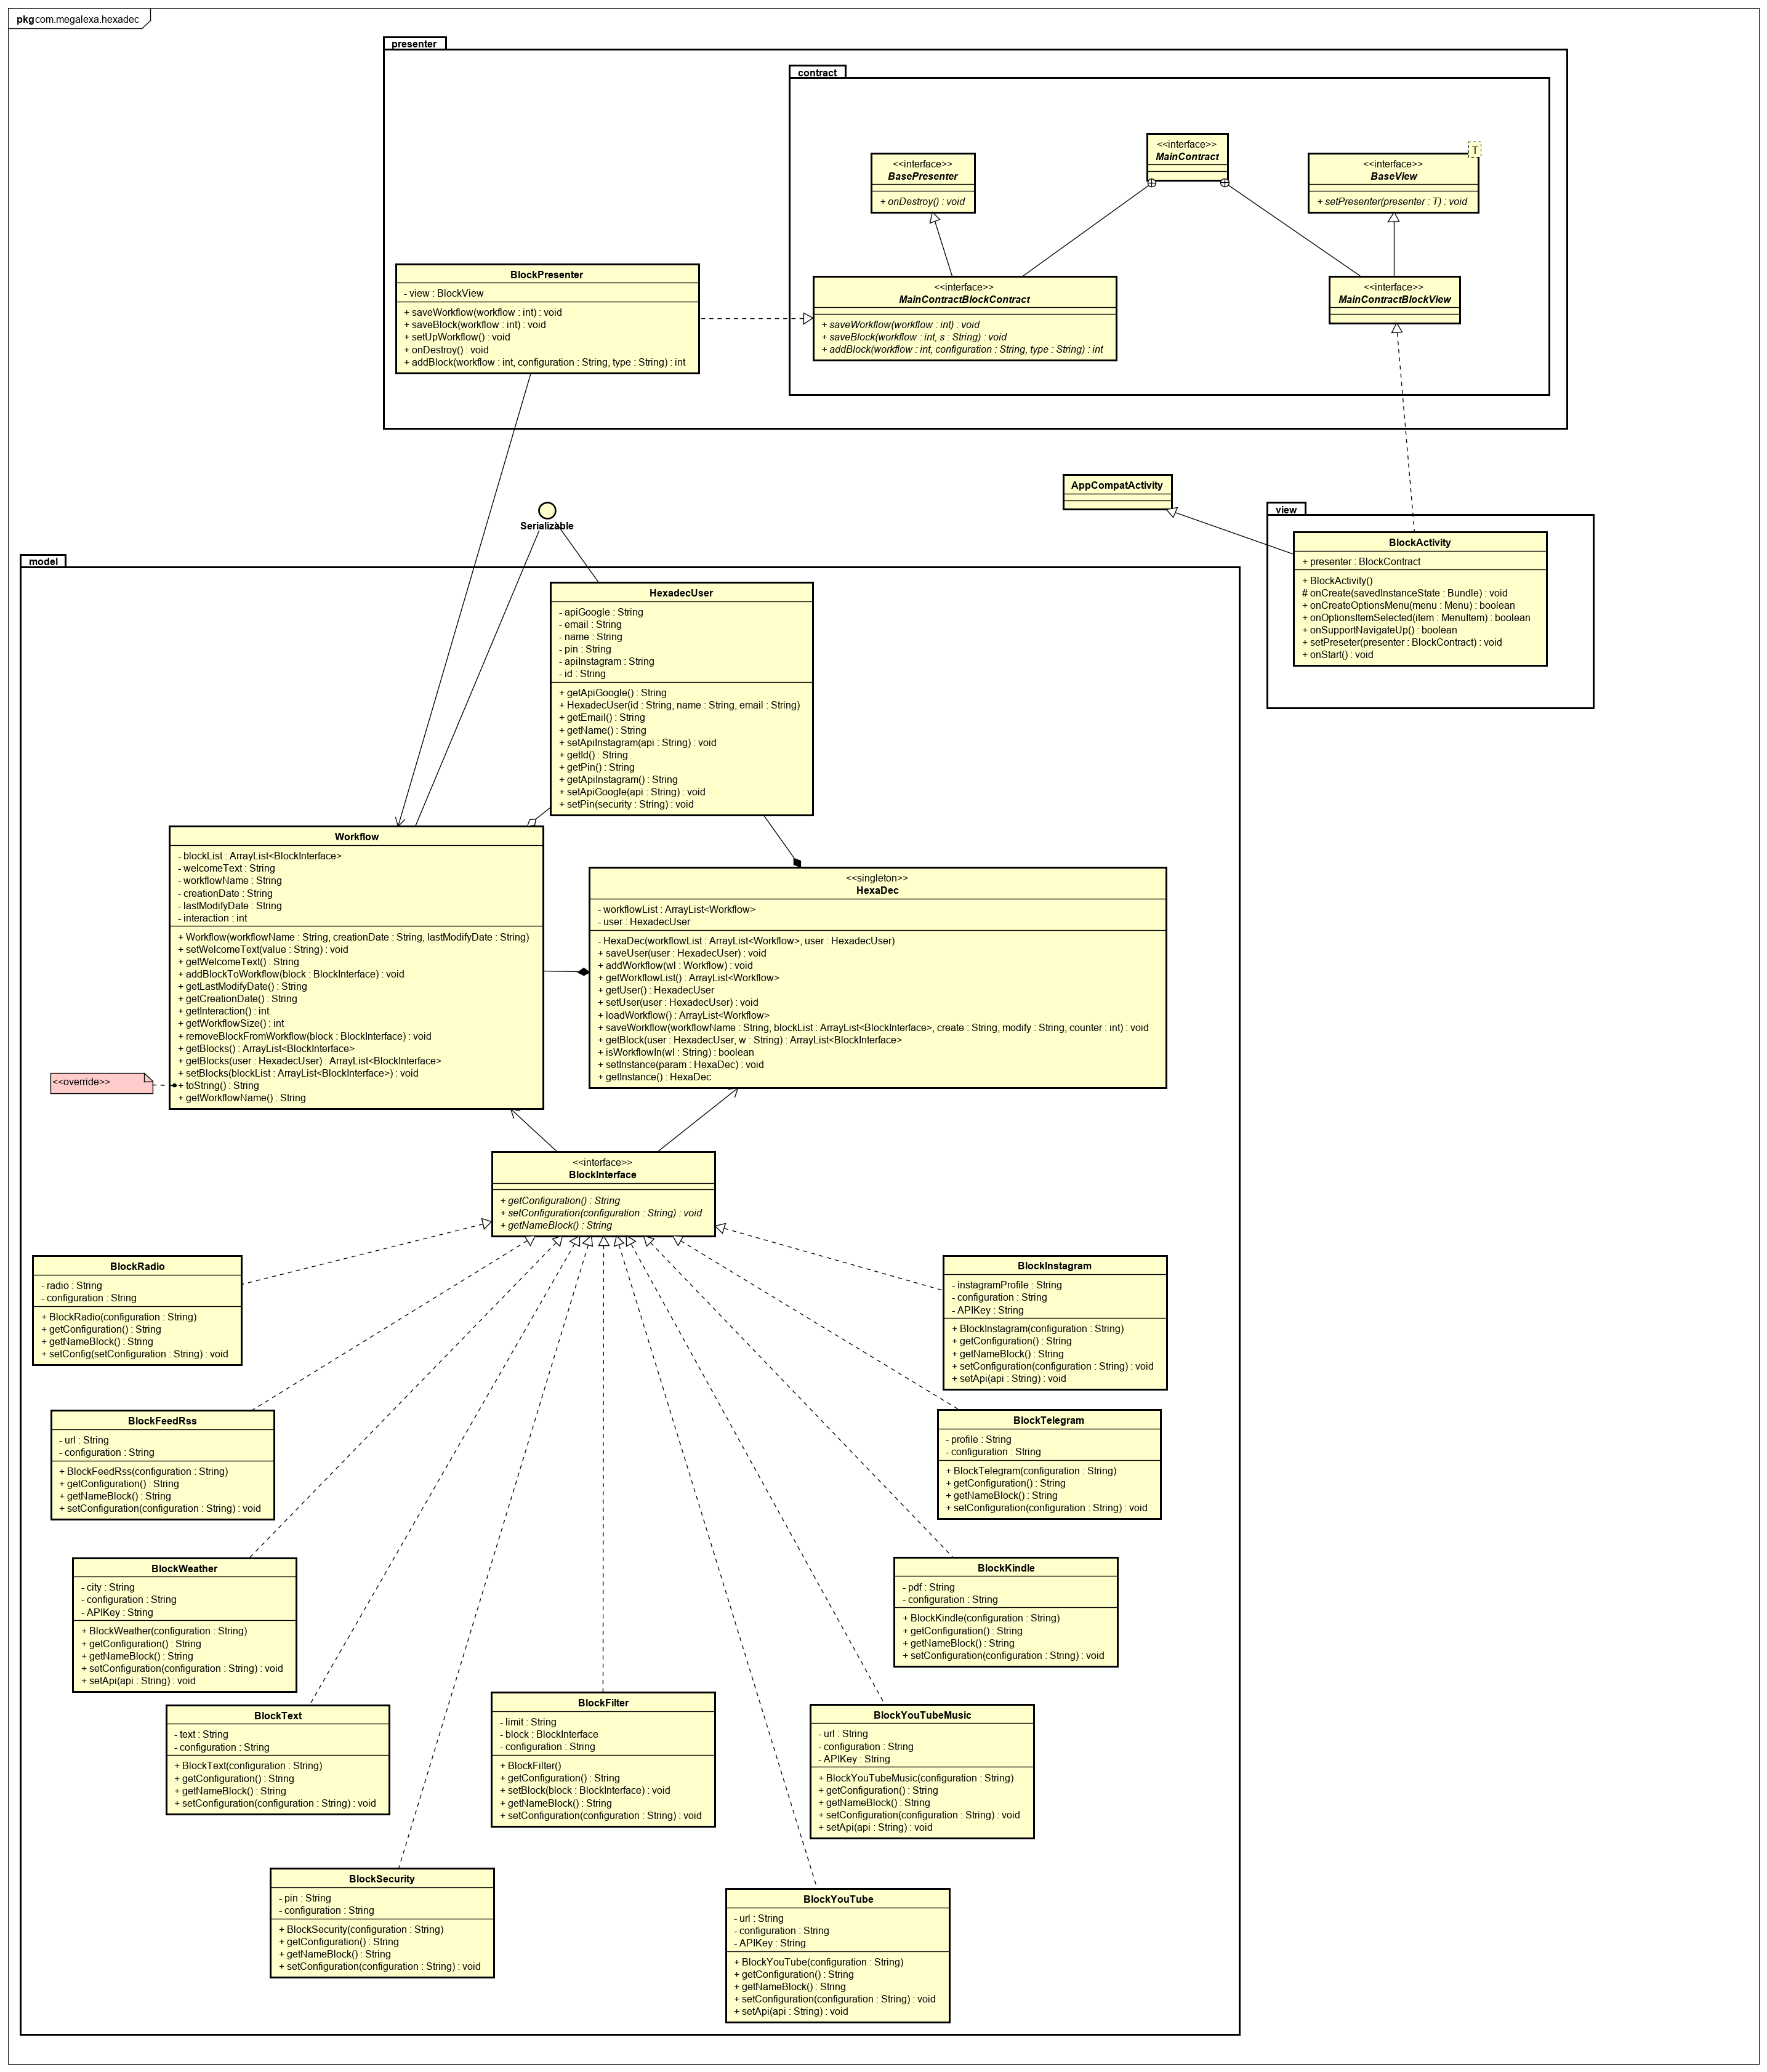 pkg com.megalexa.hexadec
presenter
contract
<<interface>>
BasePresenter
+ onDestroy() : void
<<interface>>
MainContract
T
<<interface>>
BaseView
+ setPresenter(presenter : T) : void
BlockPresenter
- view : BlockView
+ saveWorkflow(workflow : int) : void
+ saveBlock(workflow : int) : void
+ setUpWorkflow() : void
+ onDestroy() : void
+ addBlock(workflow : int, configuration : String, type : String) : int
<<interface>>
MainContractBlockContract
+ saveWorkflow(workflow : int) : void
+ saveBlock(workflow : int, s : String) : void
+ addBlock(workflow : int, configuration : String, type : String) : int
<<interface>>
MainContractBlockView
AppCompatActivity
view
BlockActivity
+ presenter : BlockContract
+ BlockActivity()
# onCreate(savedInstanceState : Bundle) : void
+ onCreateOptionsMenu(menu : Menu) : boolean
+ onOptionsItemSelected(item : MenuItem) : boolean
+ onSupportNavigateUp() : boolean
+ setPreseter(presenter : BlockContract) : void
+ onStart() : void
Serializable
model
HexadecUser
- apiGoogle : String
- email : String
- name : String
- pin : String
- apiInstagram : String
- id : String
+ getApiGoogle() : String
+ HexadecUser(id : String, name : String, email : String)
+ getEmail() : String
+ getName() : String
+ setApiInstagram(api : String) : void
+ getId() : String
+ getPin() : String
+ getApiInstagram() : String
+ setApiGoogle(api : String) : void
+ setPin(security : String) : void
Workflow
- blockList : ArrayList<BlockInterface>
- welcomeText : String
- workflowName : String
- creationDate : String
- lastModifyDate : String
- interaction : int
+ Workflow(workflowName : String, creationDate : String, lastModifyDate : String)
+ setWelcomeText(value : String) : void
+ getWelcomeText() : String
+ addBlockToWorkflow(block : BlockInterface) : void
+ getLastModifyDate() : String
+ getCreationDate() : String
+ getInteraction() : int
+ getWorkflowSize() : int
+ removeBlockFromWorkflow(block : BlockInterface) : void
+ getBlocks() : ArrayList<BlockInterface>
+ getBlocks(user : HexadecUser) : ArrayList<BlockInterface>
+ setBlocks(blockList : ArrayList<BlockInterface>) : void
+ toString() : String
+ getWorkflowName() : String
<<override>>
<<singleton>>
HexaDec
- workflowList : ArrayList<Workflow>
- user : HexadecUser
- HexaDec(workflowList : ArrayList<Workflow>, user : HexadecUser)
+ saveUser(user : HexadecUser) : void
+ addWorkflow(wl : Workflow) : void
+ getWorkflowList() : ArrayList<Workflow>
+ getUser() : HexadecUser
+ setUser(user : HexadecUser) : void
+ loadWorkflow() : ArrayList<Workflow>
+ saveWorkflow(workflowName : String, blockList : ArrayList<BlockInterface>, create : String, modify : String, counter : int) : void
+ getBlock(user : HexadecUser, w : String) : ArrayList<BlockInterface>
+ isWorkflowIn(wl : String) : boolean
+ setInstance(param : HexaDec) : void
+ getInstance() : HexaDec
<<interface>>
BlockInterface
+ getConfiguration() : String
+ setConfiguration(configuration : String) : void
+ getNameBlock() : String
BlockRadio
- radio : String
- configuration : String
+ BlockRadio(configuration : String)
+ getConfiguration() : String
+ getNameBlock() : String
+ setConfig(setConfiguration : String) : void
BlockInstagram
- instagramProfile : String
- configuration : String
- APIKey : String
+ BlockInstagram(configuration : String)
+ getConfiguration() : String
+ getNameBlock() : String
+ setConfiguration(configuration : String) : void
+ setApi(api : String) : void
BlockFeedRss
- url : String
- configuration : String
+ BlockFeedRss(configuration : String)
+ getConfiguration() : String
+ getNameBlock() : String
+ setConfiguration(configuration : String) : void
BlockTelegram
- profile : String
- configuration : String
+ BlockTelegram(configuration : String)
+ getConfiguration() : String
+ getNameBlock() : String
+ setConfiguration(configuration : String) : void
BlockWeather
- city : String
- configuration : String
- APIKey : String
+ BlockWeather(configuration : String)
+ getConfiguration() : String
+ getNameBlock() : String
+ setConfiguration(configuration : String) : void
+ setApi(api : String) : void
BlockKindle
- pdf : String
- configuration : String
+ BlockKindle(configuration : String)
+ getConfiguration() : String
+ getNameBlock() : String
+ setConfiguration(configuration : String) : void
BlockText
- text : String
- configuration : String
+ BlockText(configuration : String)
+ getConfiguration() : String
+ getNameBlock() : String
+ setConfiguration(configuration : String) : void
BlockFilter
- limit : String
- block : BlockInterface
- configuration : String
+ BlockFilter()
+ getConfiguration() : String
+ setBlock(block : BlockInterface) : void
+ getNameBlock() : String
+ setConfiguration(configuration : String) : void
BlockYouTubeMusic
- url : String
- configuration : String
- APIKey : String
+ BlockYouTubeMusic(configuration : String)
+ getConfiguration() : String
+ getNameBlock() : String
+ setConfiguration(configuration : String) : void
+ setApi(api : String) : void
BlockSecurity
- pin : String
- configuration : String
+ BlockSecurity(configuration : String)
+ getConfiguration() : String
+ getNameBlock() : String
+ setConfiguration(configuration : String) : void
BlockYouTube
- url : String
- configuration : String
- APIKey : String
+ BlockYouTube(configuration : String)
+ getConfiguration() : String
+ getNameBlock() : String
+ setConfiguration(configuration : String) : void
+ setApi(api : String) : void